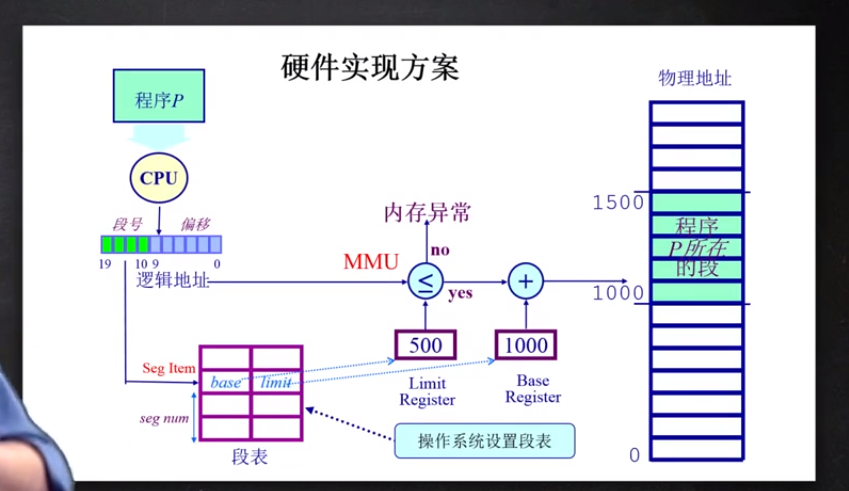 硬件实现方案
物理地址
程序P
CPU
段号 偏移
19 10 9 0
逻辑地址
MMU
内存异常
no
≤
yes
+
500
1000
Limit
Register
Base
Register
1500
程序
P所在
的段
1000
0
Seg Item
base limit
seg num
段表
操作系统设置段表